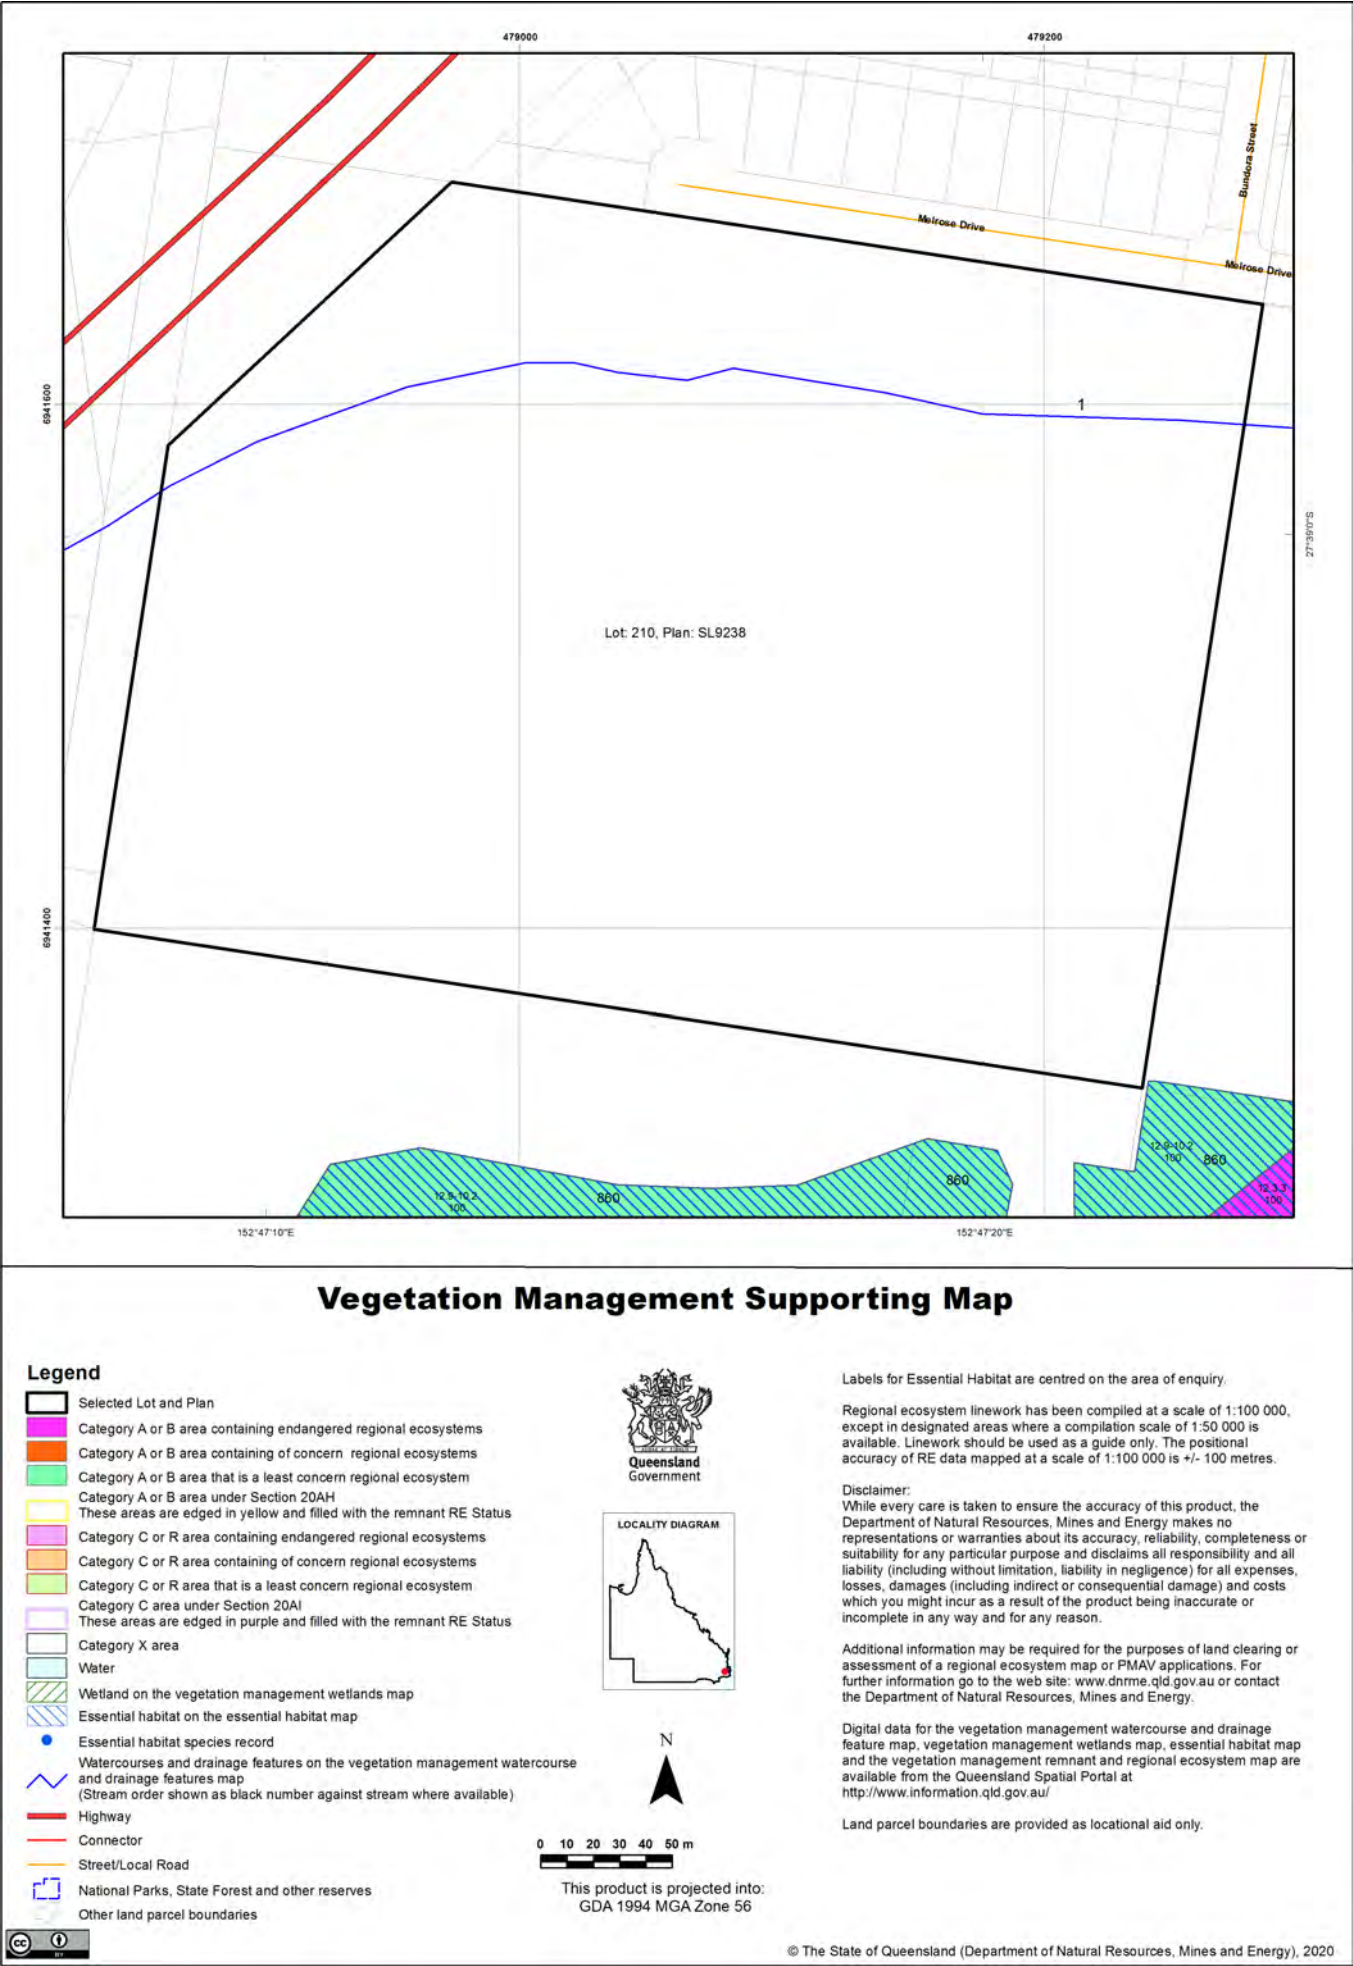 479000
479200
Bundora Street
Melrose Drive
Melrose Drive
6941600
1
27°39'0"S
Lot: 210, Plan: SL9238
6941400
12.9-10.2
100
860
12.9-10.2
100
860
860
12.3.3
100
152°47'10"E
152°47'20"E
Vegetation Management Supporting Map
Legend
Selected Lot and Plan
Category A or B area containing endangered regional ecosystems
Category A or B area containing of concern regional ecosystems
Category A or B area that is a least concern regional ecosystem
Category A or B area under Section 20AH
These areas are edged in yellow and filled with the remnant RE Status
Category C or R area containing endangered regional ecosystems
Category C or R area containing of concern regional ecosystems
Category C or R area that is a least concern regional ecosystem
Category C area under Section 20AI
These areas are edged in purple and filled with the remnant RE Status
Category X area
Water
Wetland on the vegetation management wetlands map
Essential habitat on the essential habitat map
Essential habitat species record
Watercourses and drainage features on the vegetation management watercourse
and drainage features map
(Stream order shown as black number against stream where available)
Highway
Connector
Street/Local Road
National Parks, State Forest and other reserves
Other land parcel boundaries
cc
BY
Queensland
Government
LOCALITY DIAGRAM
N
0 10 20 30 40 50 m
This product is projected into:
GDA 1994 MGA Zone 56
Labels for Essential Habitat are centred on the area of enquiry.
Regional ecosystem linework has been compiled at a scale of 1:100 000,
except in designated areas where a compilation scale of 1:50 000 is
available. Linework should be used as a guide only. The positional
accuracy of RE data mapped at a scale of 1:100 000 is +/- 100 metres.
Disclaimer:
While every care is taken to ensure the accuracy of this product, the
Department of Natural Resources, Mines and Energy makes no
representations or warranties about its accuracy, reliability, completeness or
suitability for any particular purpose and disclaims all responsibility and all
liability (including without limitation, liability in negligence) for all expenses,
losses, damages (including indirect or consequential damage) and costs
which you might incur as a result of the product being inaccurate or
incomplete in any way and for any reason.
Additional information may be required for the purposes of land clearing or
assessment of a regional ecosystem map or PMAV applications. For
further information go to the web site: www.dnrme.qld.gov.au or contact
the Department of Natural Resources, Mines and Energy.
Digital data for the vegetation management watercourse and drainage
feature map, vegetation management wetlands map, essential habitat map
and the vegetation management remnant and regional ecosystem map are
available from the Queensland Spatial Portal at
http://www.information.qld.gov.au/
Land parcel boundaries are provided as locational aid only.
© The State of Queensland (Department of Natural Resources, Mines and Energy), 2020